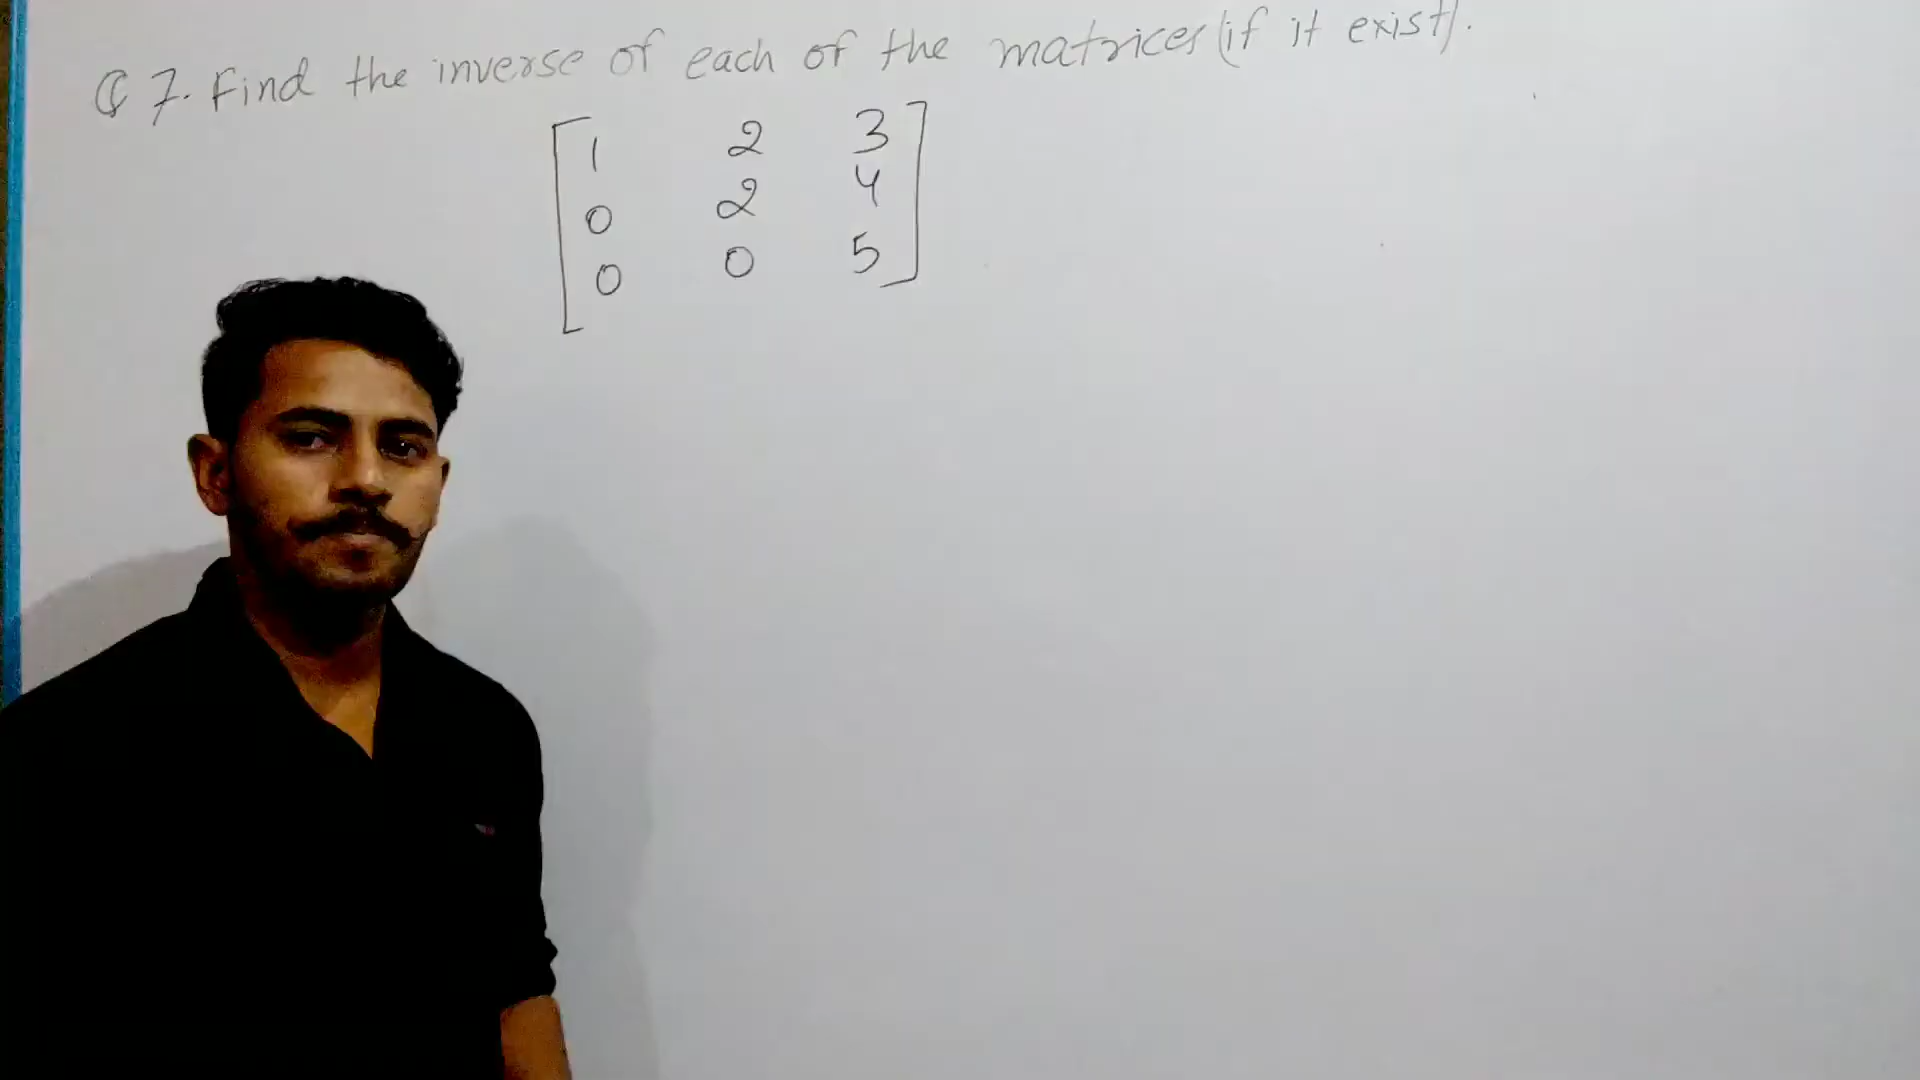 Q 7. Find the inverse of each of the matrices (if it exist).
1 2 3
0 2 4
0 0 5